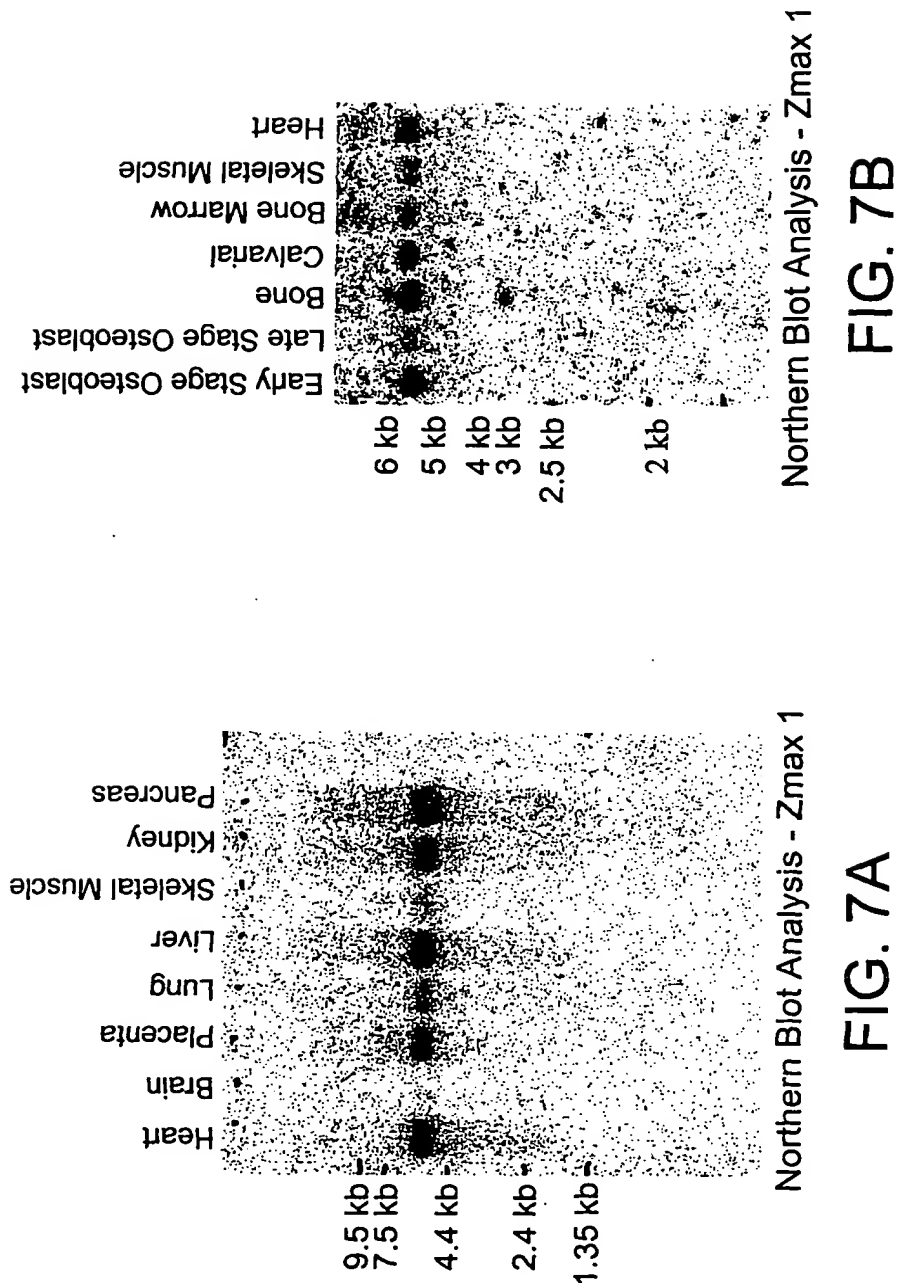 Heart
Brain
Placenta
Lung
Liver
Skeletal Muscle
Kidney
Pancreas
9.5 kb
7.5 kb
4.4 kb
2.4 kb
1.35 kb
Northern Blot Analysis - Zmax 1
FIG. 7A
Early Stage Osteoblast
Late Stage Osteoblast
Bone
Calvarial
Bone Marrow
Skeletal Muscle
Heart
6 kb
5 kb
4 kb
3 kb
2.5 kb
2 kb
Northern Blot Analysis - Zmax 1
FIG. 7B